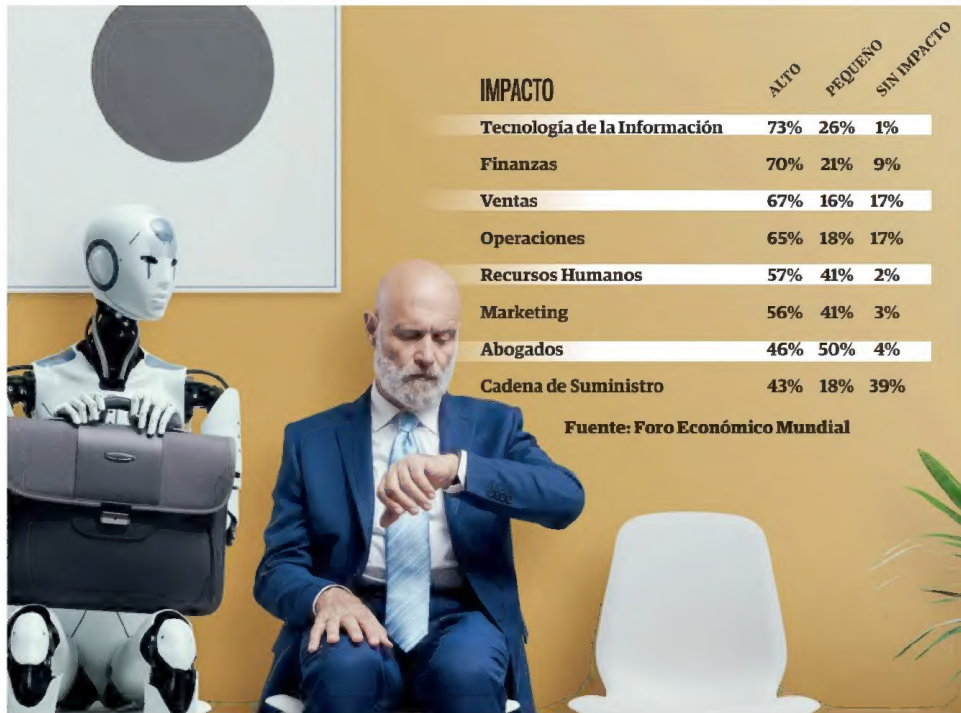 IMPACTO ALTO PEQUEÑO SIN IMPACTO
Tecnología de la Información 73% 26% 1%
Finanzas 70% 21% 9%
Ventas 67% 16% 17%
Operaciones 65% 18% 17%
Recursos Humanos 57% 41% 2%
Marketing 56% 41% 3%
Abogados 46% 50% 4%
Cadena de Suministro 43% 18% 39%
Fuente: Foro Económico Mundial